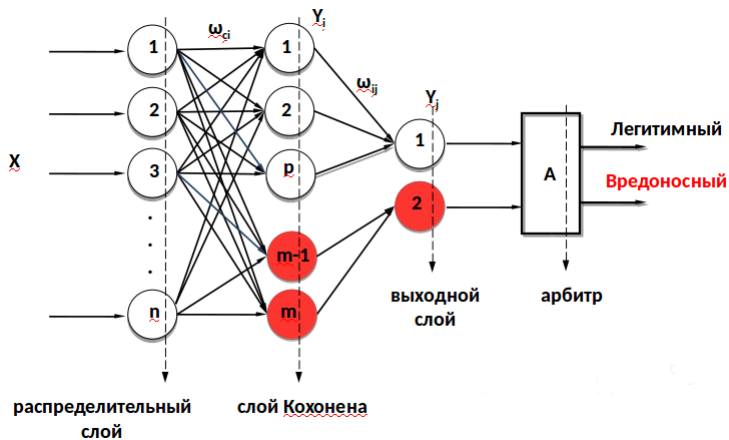 X
1
2
3
.
.
.
n
ω_ci
Y_i
1
2
p
m-1
m
ω_ij
Y_j
1
2
A
Легитимный
Вредоносный
распределительный
слой
слой Кохонена
выходной
слой
арбитр